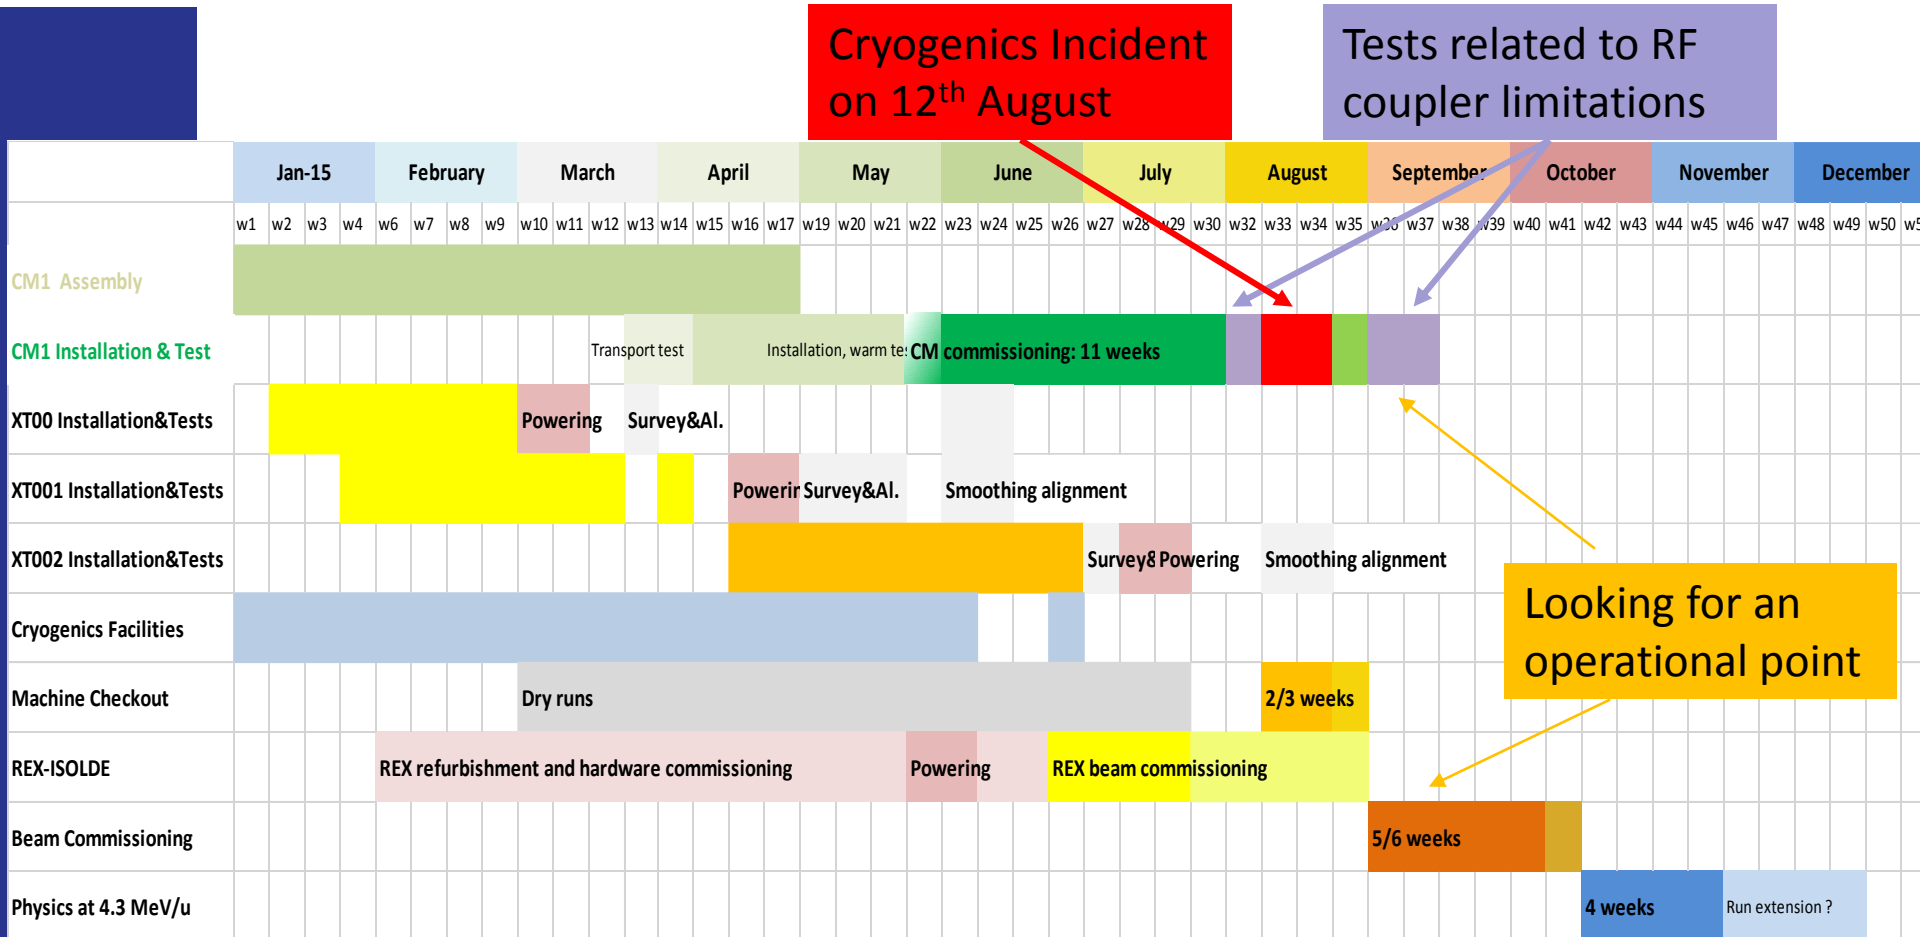 Cryogenics Incident
on 12th August
Tests related to RF
coupler limitations
Jan-15 February March April May June July August September October November December
w1 w2 w3 w4 w6 w7 w8 w9 w10 w11 w12 w13 w14 w15 w16 w17 w19 w20 w21 w22 w23 w24 w25 w26 w27 w28 w29 w30 w32 w33 w34 w35 w36 w37 w38 w39 w40 w41 w42 w43 w44 w45 w46 w47 w48 w49 w50
CM1 Assembly
CM1 Installation & Test Transport test Installation, warm te CM commissioning: 11 weeks
XT00 Installation&Tests Powering Survey&Al.
XT001 Installation&Tests Powerin Survey&Al. Smoothing alignment
XT002 Installation&Tests Survey& Powering Smoothing alignment
Looking for an
operational point
Cryogenics Facilities
Machine Checkout Dry runs 2/3 weeks
REX-ISOLDE REX refurbishment and hardware commissioning Powering REX beam commissioning
Beam Commissioning 5/6 weeks
Physics at 4.3 MeV/u 4 weeks Run extension ?